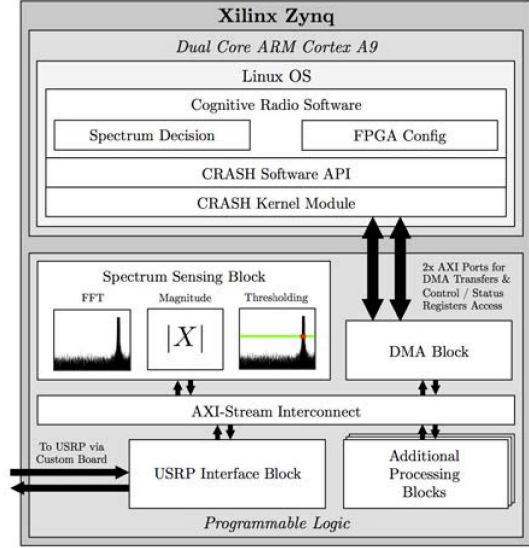 Xilinx Zynq
Dual Core ARM Cortex A9
Linux OS
Cognitive Radio Software
Spectrum Decision
FPGA Config
CRASH Software API
CRASH Kernel Module
2x AXI Ports for
DMA Transfers &
Control / Status
Registers Access
Spectrum Sensing Block
FFT
Magnitude
Thresholding
|X|
DMA Block
AXI-Stream Interconnect
To USRP via
Custom Board
USRP Interface Block
Additional
Processing
Blocks
Programmable Logic